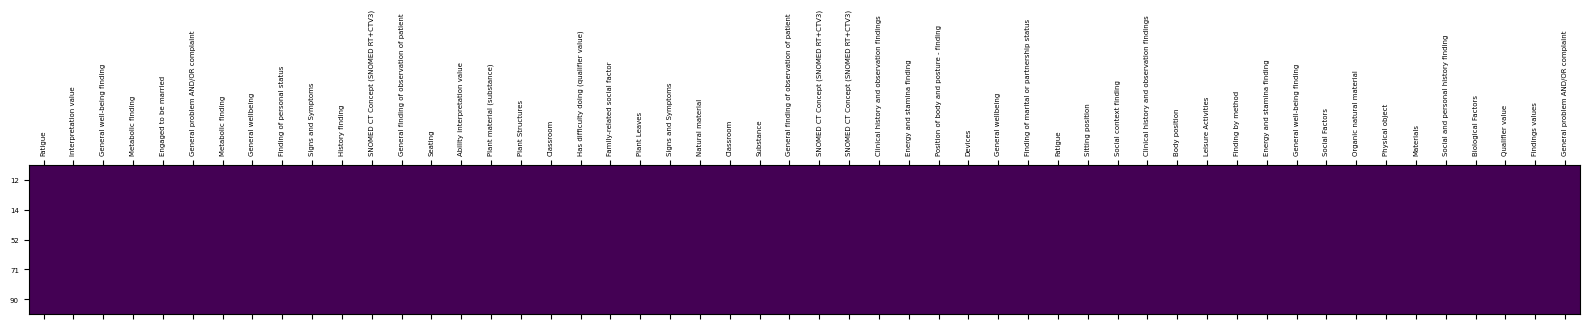 Fatigue
Interpretation value
General well-being finding
Metabolic finding
Engaged to be married
General problem AND/OR complaint
Metabolic finding
General wellbeing
Finding of personal status
Signs and Symptoms
History finding
SNOMED CT Concept (SNOMED RT+CTV3)
General finding of observation of patient
Seating
Ability interpretation value
Plant material (substance)
Plant Structures
Classroom
Has difficulty doing (qualifier value)
Family-related social factor
Plant Leaves
Signs and Symptoms
Natural material
Classroom
Substance
General finding of observation of patient
SNOMED CT Concept (SNOMED RT+CTV3)
SNOMED CT Concept (SNOMED RT+CTV3)
Clinical history and observation findings
Energy and stamina finding
Position of body and posture - finding
Devices
General wellbeing
Finding of marital or partnership status
Fatigue
Sitting position
Social context finding
Clinical history and observation findings
Body position
Leisure Activities
Finding by method
Energy and stamina finding
General well-being finding
Social Factors
Organic natural material
Physical object
Materials
Social and personal history finding
Biological Factors
Qualifier value
Findings values
General problem AND/OR complaint
12
14
52
71
90